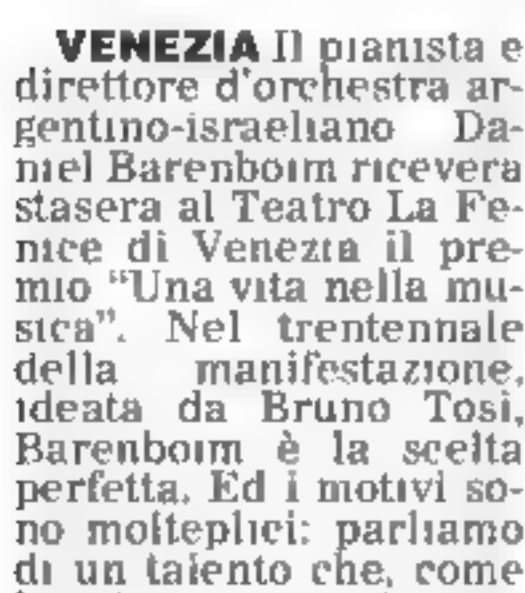 VENEZIA Il pianista e
direttore d'orchestra ar-
gentino-israeliano Da-
niel Barenboim ricevera
stasera al Teatro La Fe-
nice di Venezia il pre-
mio “Una vita nella mu-
sica”. Nel trentennale
della manifestazione,
ideata da Bruno Tosi,
Barenboim è la scelta
perfetta. Ed i motivi so-
no molteplici: parliamo
di un talento che, come